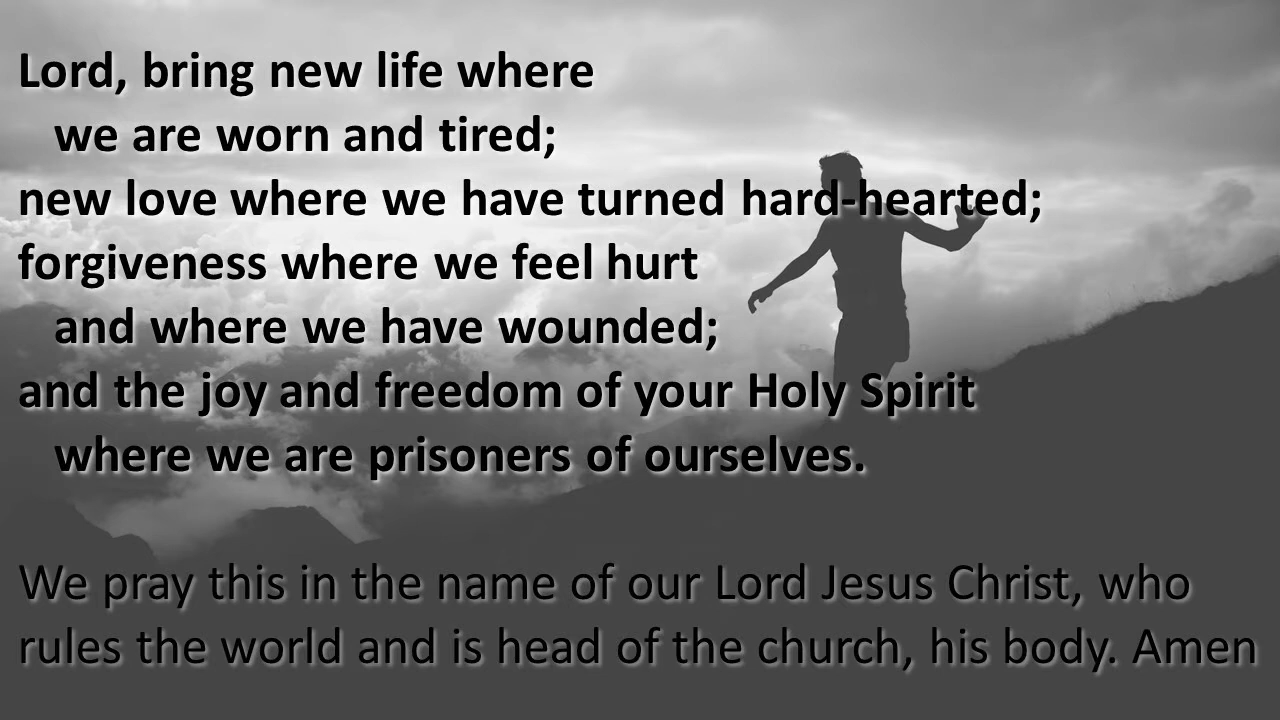 Lord, bring new life where
we are worn and tired;
new love where we have turned hard-hearted;
forgiveness where we feel hurt
and where we have wounded;
and the joy and freedom of your Holy Spirit
where we are prisoners of ourselves.
We pray this in the name of our Lord Jesus Christ, who
rules the world and is head of the church, his body. Amen